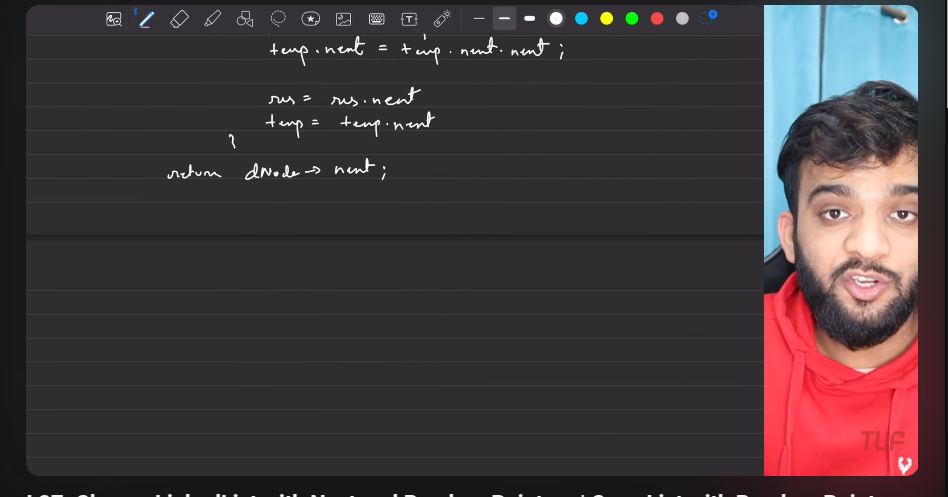 temp.next = temp.next.next;
res = res.next
temp = temp.next
}
return dNode → next;
T
TUF